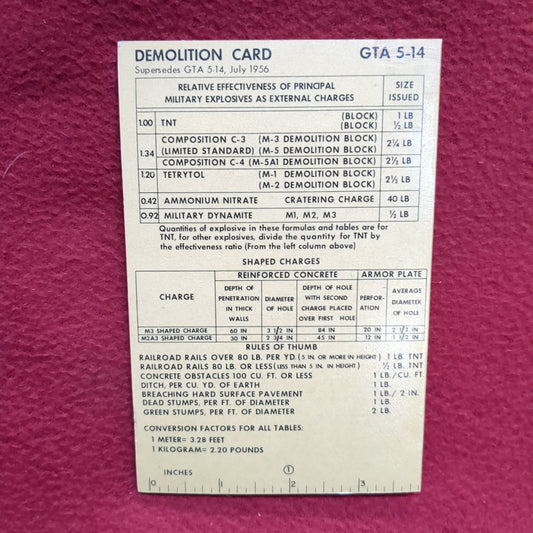 DEMOLITION CARD GTA 5-14
Supersedes GTA 5-14, July 1956
RELATIVE EFFECTIVENESS OF PRINCIPAL MILITARY EXPLOSIVES AS EXTERNAL CHARGES SIZE ISSUED
1.00 TNT (BLOCK) 1 LB
(BLOCK) ½ LB
1.34 COMPOSITION C-3 (M-3 DEMOLITION BLOCK)
(LIMITED STANDARD) (M-5 DEMOLITION BLOCK) 2¼ LB
COMPOSITION C-4 (M-5A1 DEMOLITION BLOCK) 2½ LB
1.20 TETRYTOL (M-1 DEMOLITION BLOCK)
(M-2 DEMOLITION BLOCK) 2½ LB
0.42 AMMONIUM NITRATE CRATERING CHARGE 40 LB
0.92 MILITARY DYNAMITE M1, M2, M3 ½ LB
Quantities of explosive in these formulas and tables are for
TNT, for other explosives, divide the quantity for TNT by
the effectiveness ratio (From the left column above)
SHAPED CHARGES
REINFORCED CONCRETE ARMOR PLATE
CHARGE DEPTH OF PENETRATION IN THICK WALLS DIAMETER OF HOLE DEPTH OF HOLE WITH SECOND CHARGE PLACED OVER FIRST HOLE PERFOR-ATION AVERAGE DIAMETER OF HOLE
M3 SHAPED CHARGE 60 IN 3 1/2 IN 84 IN 20 IN 2 1/2 IN
M2A3 SHAPED CHARGE 30 IN 2 3/4 IN 45 IN 12 IN 1 1/2 IN
RULES OF THUMB
RAILROAD RAILS OVER 80 LB. PER YD. (5 IN. OR MORE IN HEIGHT) 1 LB. TNT
RAILROAD RAILS 80 LB. OR LESS (LESS THAN 5 IN. IN HEIGHT) ½ LB. TNT
CONCRETE OBSTACLES 100 CU. FT. OR LESS 1 LB./CU. FT.
DITCH, PER CU. YD. OF EARTH 1 LB.
BREACHING HARD SURFACE PAVEMENT 1 LB./ 2 IN.
DEAD STUMPS, PER FT. OF DIAMETER 1 LB.
GREEN STUMPS, PER FT. OF DIAMETER 2 LB.
CONVERSION FACTORS FOR ALL TABLES:
1 METER= 3.28 FEET
1 KILOGRAM= 2.20 POUNDS
INCHES 1
0 1 2 3